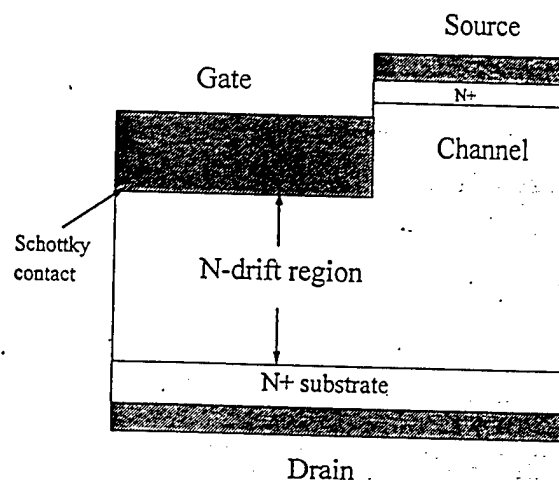 Source
Gate
N+
Channel
Schottky
contact
N-drift region
N+ substrate
Drain